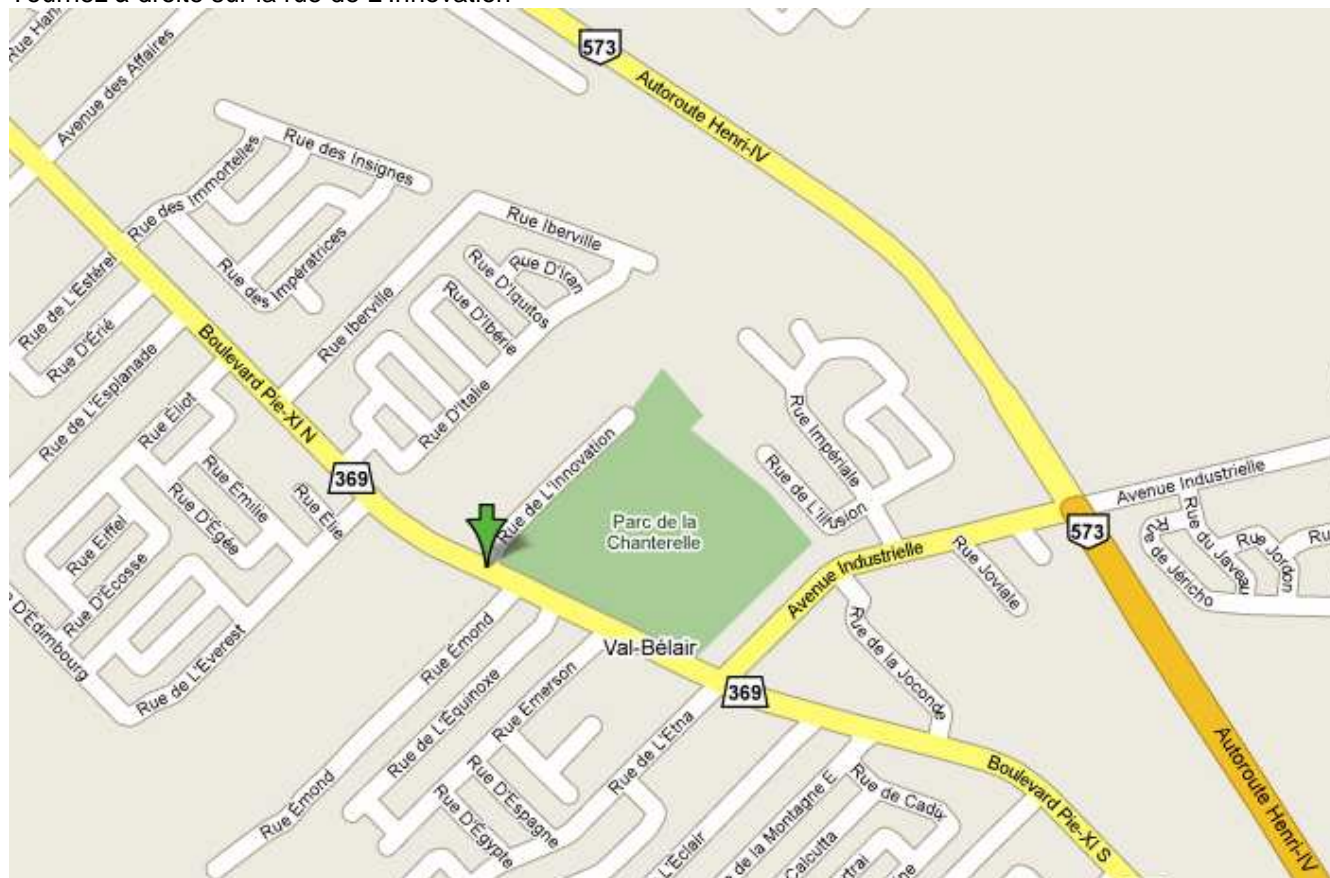 Tournez à droite sur la rue de L'Innovation
573
Autoroute Henri-IV
Avenue des Affaires
Rue des Insignes
Rue des Immortelles
Rue des Impératrices
Rue Iberville
Rue D'Iran
Rue D'Iquitos
Rue D'Ibérie
Rue Iberville
Rue D'Italie
Rue de L'Estérel
Rue D'Érié
Rue de L'Esplanade
Boulevard Pie-XI N
369
Rue Éliot
Rue Émilie
Rue D'Égée
Rue Élie
Rue Eiffel
Rue D'Écosse
D'Édimbourg
Rue de L'Everest
Rue de L'Innovation
Parc de la
Chanterelle
Rue Impériale
Rue de L'Illusion
Avenue Industrielle
Avenue Industrielle
573
Rue Joviale
Rue du Javeau
Rue Jordon
Rue de Jéricho
Val-Bélair
369
Rue de la Joconde
Rue Émond
Rue de L'Équinoxe
Rue Emerson
Rue de L'Etna
Rue Émond
Rue D'Espagne
Rue D'Égypte
L'Éclair
de la Montagne E
Rue de Cadix
Calcutta
Boulevard Pie-XI S
Autoroute Henri-IV